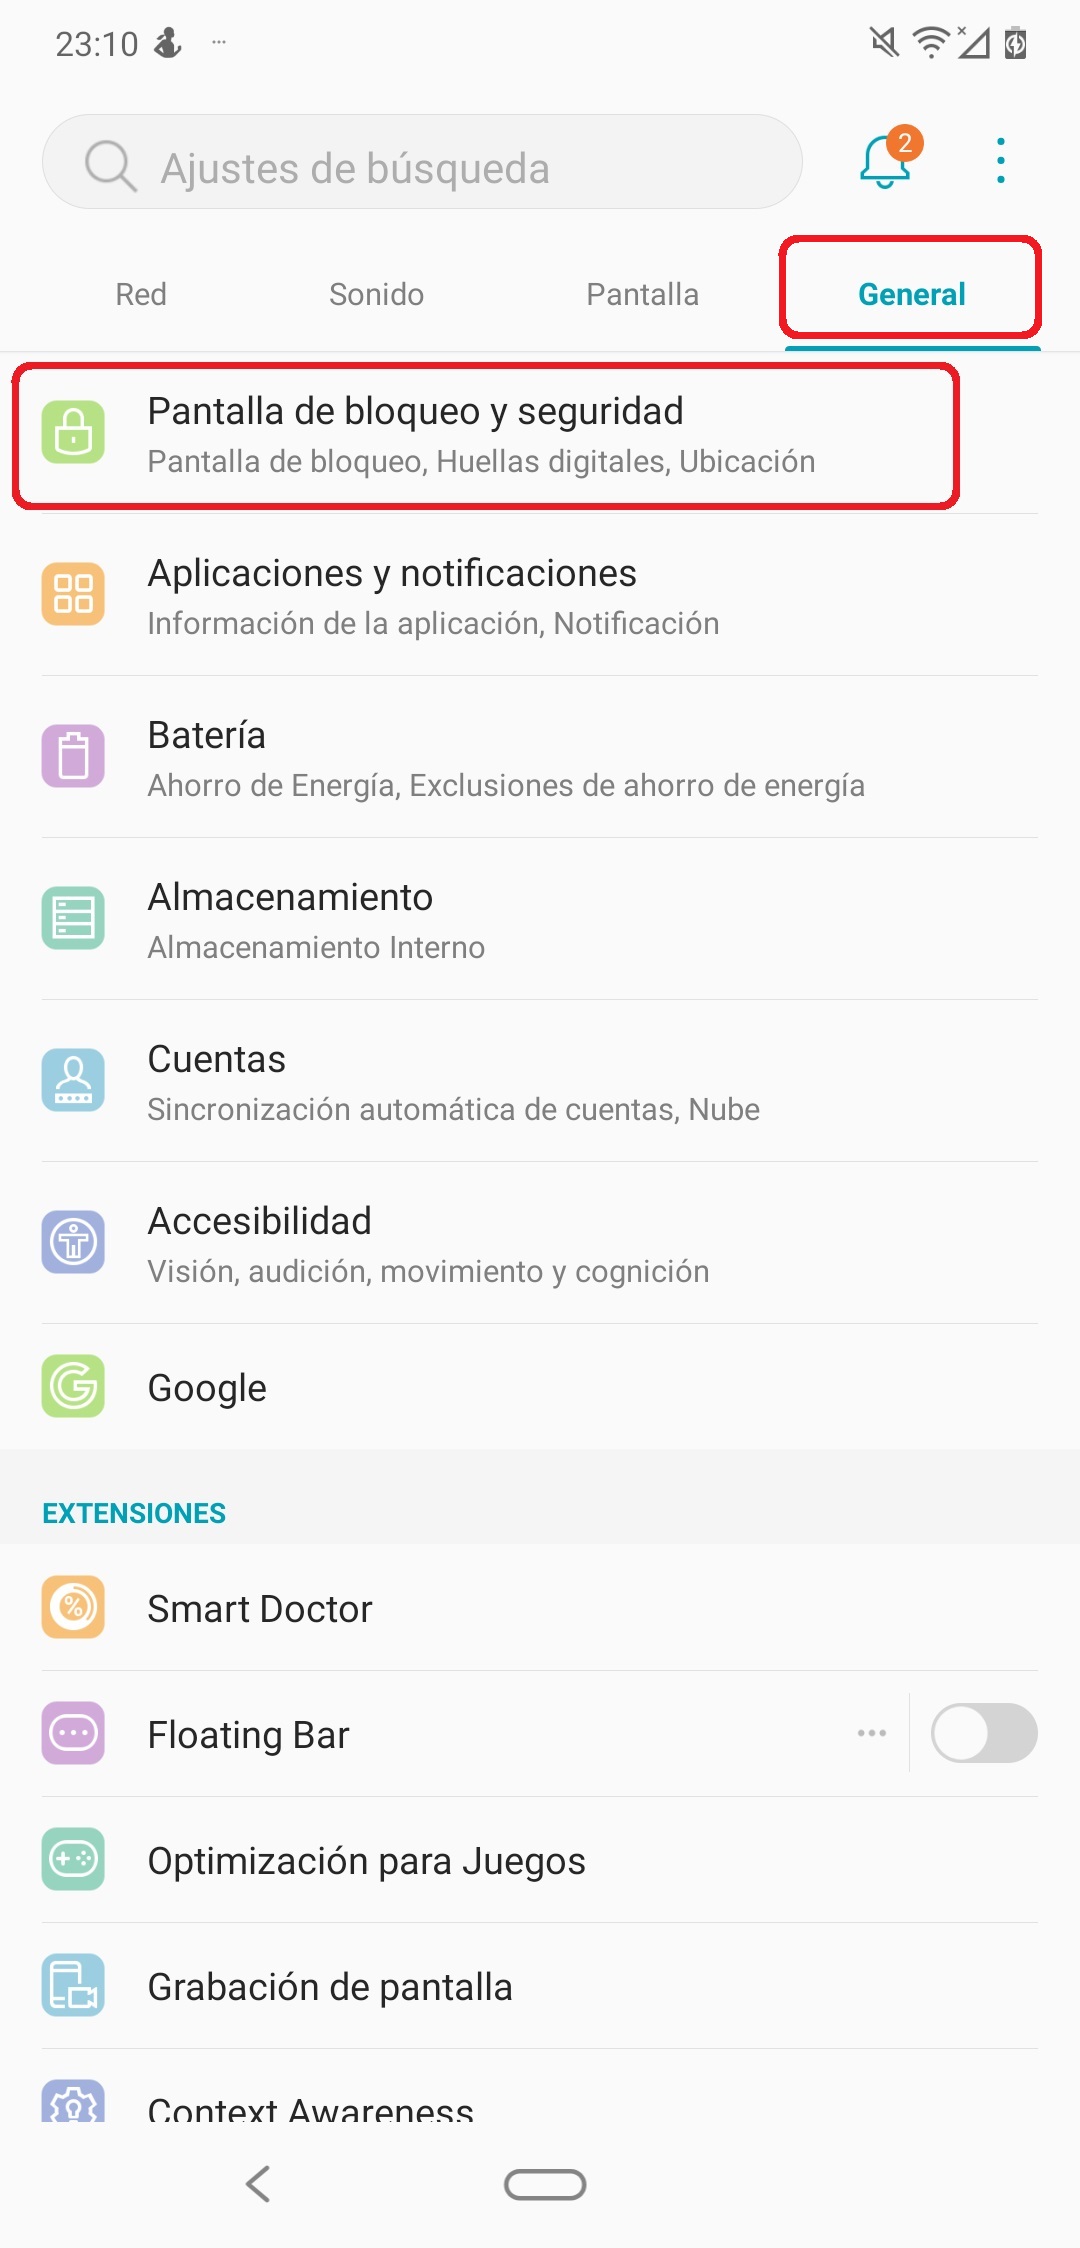 23:10 ...
Ajustes de búsqueda
2
Red
Sonido
Pantalla
General
Pantalla de bloqueo y seguridad
Pantalla de bloqueo, Huellas digitales, Ubicación
Aplicaciones y notificaciones
Información de la aplicación, Notificación
Batería
Ahorro de Energía, Exclusiones de ahorro de energía
Almacenamiento
Almacenamiento Interno
Cuentas
Sincronización automática de cuentas, Nube
Accesibilidad
Visión, audición, movimiento y cognición
Google
EXTENSIONES
Smart Doctor
Floating Bar
Optimización para Juegos
Grabación de pantalla
Context Awareness